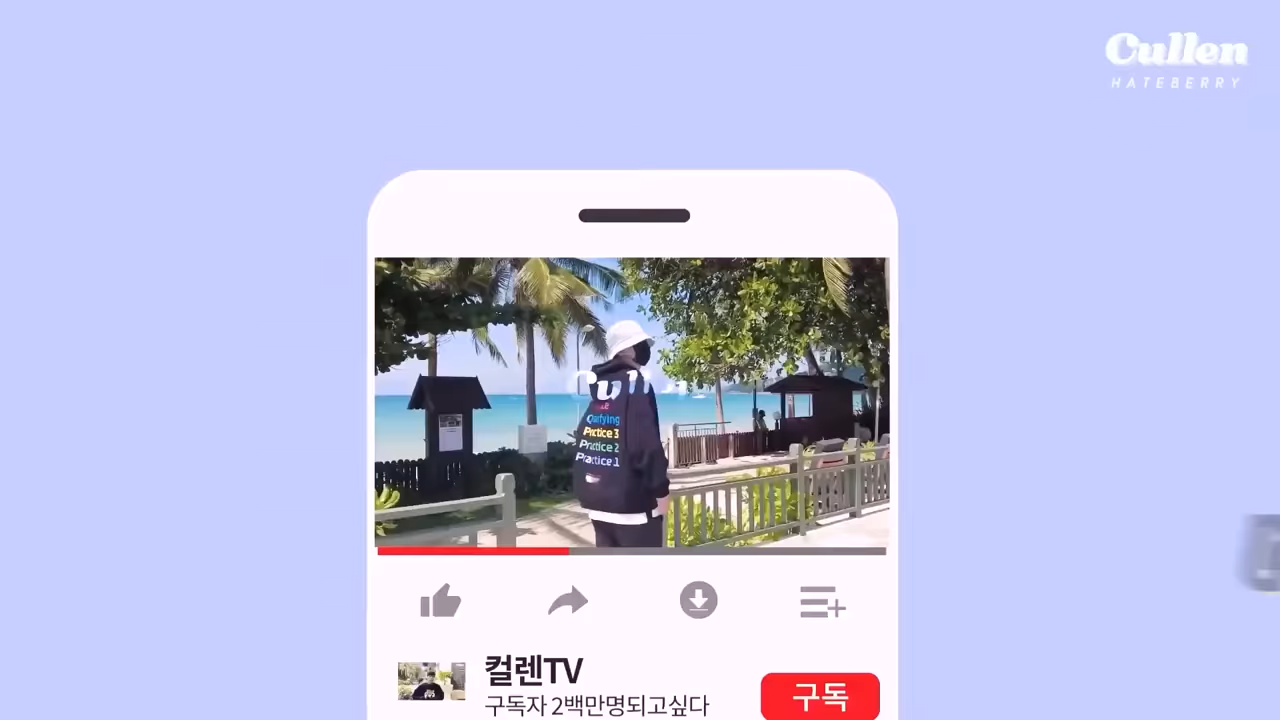 Cullen
HATEBERRY
Cullen
Qualifying
Practice 3
Practice 2
Practice 1
컬렌TV
구독자 2백만명되고싶다
구독